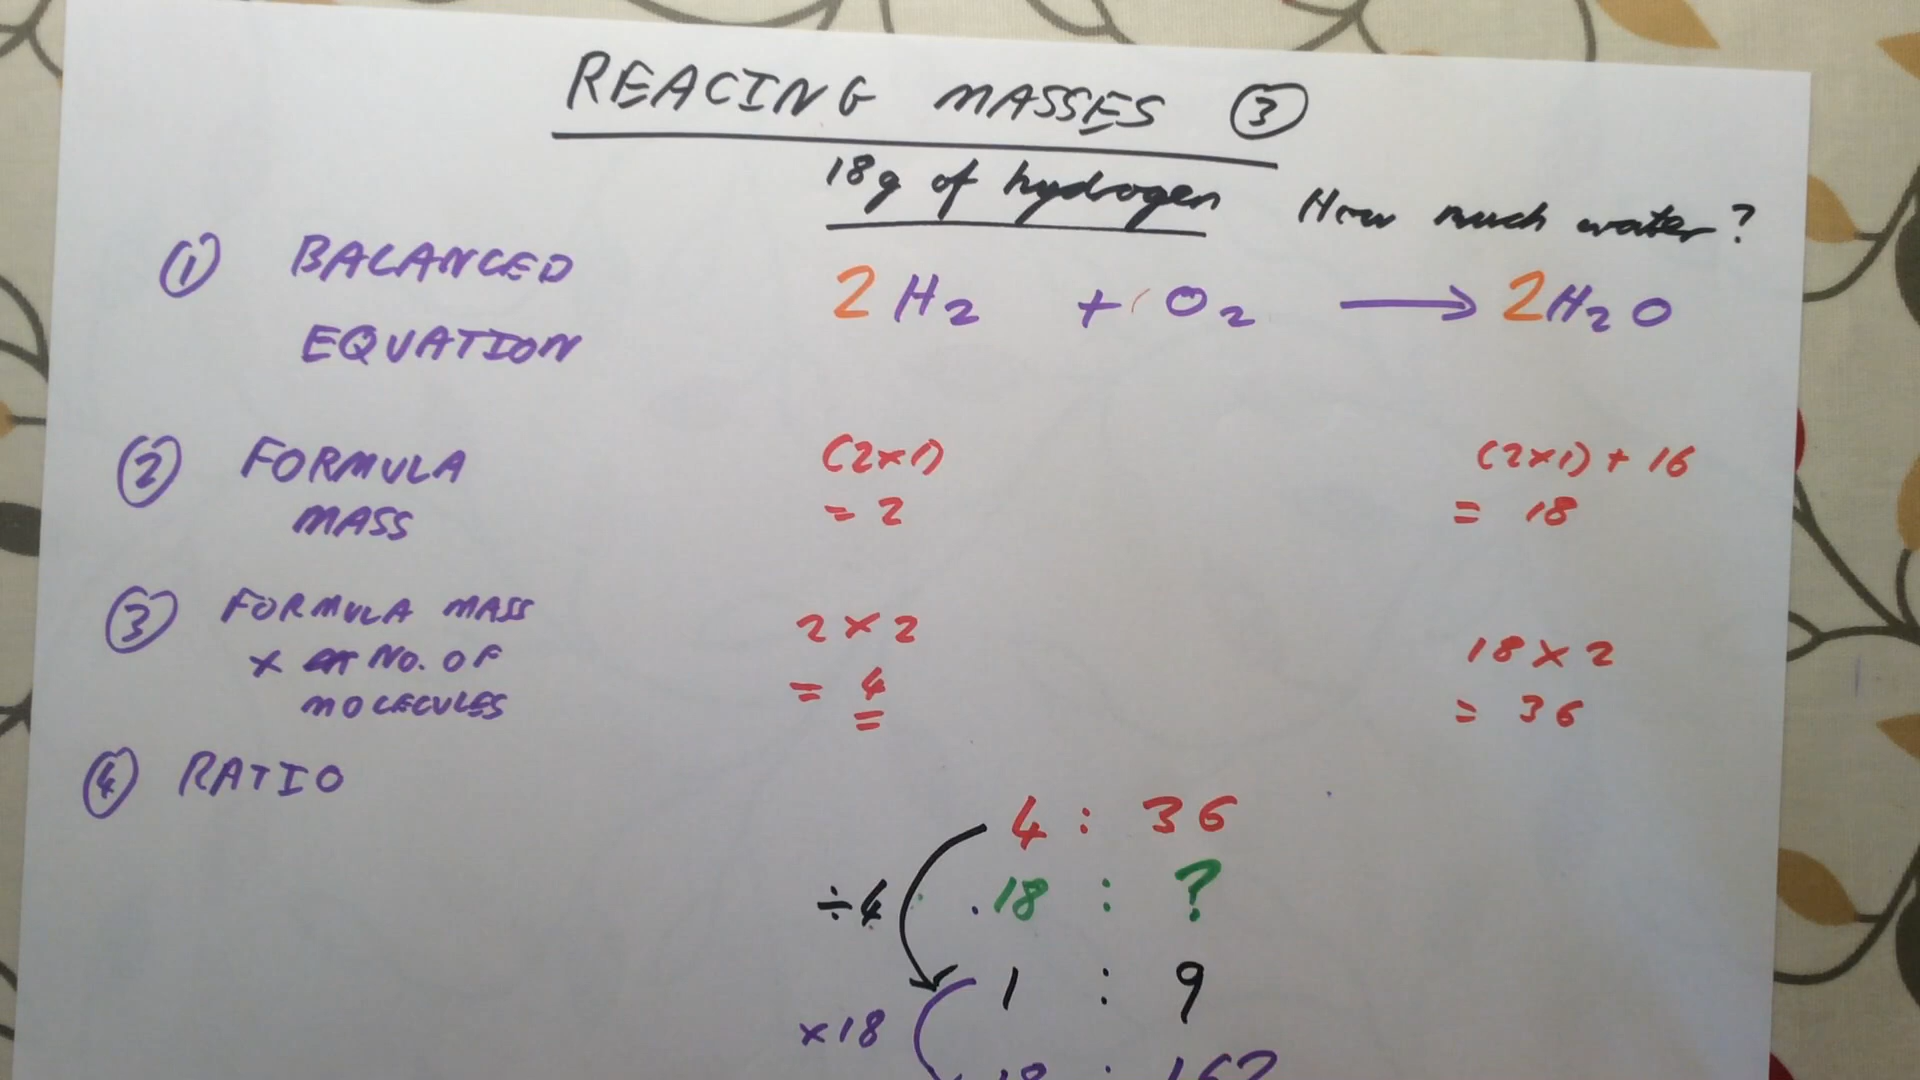 REACING MASSES ③
18g of hydrogen How much water?
① BALANCED
EQUATION
2H₂ + O₂ → 2H₂O
② FORMULA
MASS
(2×1)
= 2
(2×1) + 16
= 18
③ FORMULA MASS
× No. OF
MOLECULES
2 × 2
= 4
18 × 2
= 36
④ RATIO
4 : 36
÷4
18 : ?
1 : 9
×18
18 : 162